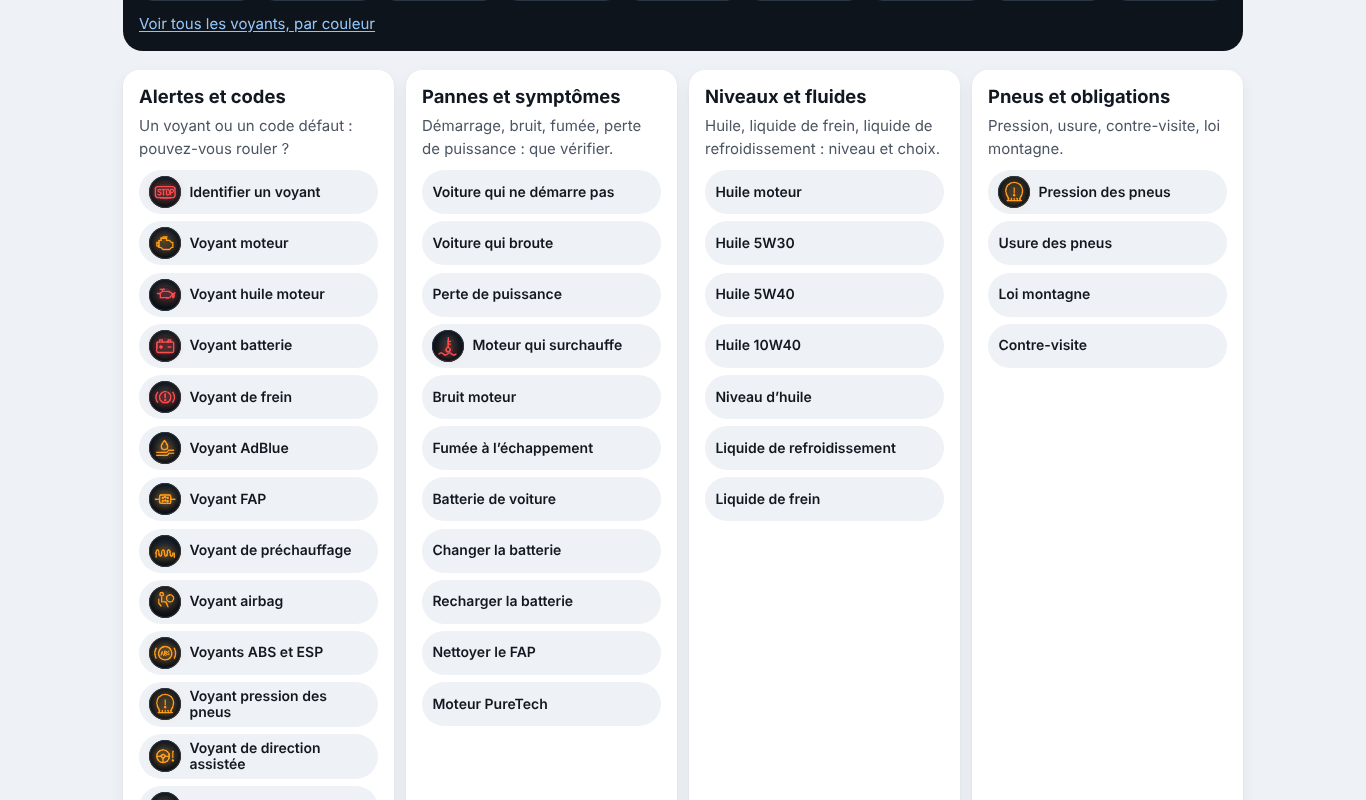 Voir tous les voyants, par couleur
Alertes et codes
Un voyant ou un code défaut :
pouvez-vous rouler ?
STOP
Identifier un voyant
Voyant moteur
Voyant huile moteur
Voyant batterie
Voyant de frein
Voyant AdBlue
Voyant FAP
Voyant de préchauffage
Voyant airbag
ABS
Voyants ABS et ESP
Voyant pression des
pneus
Voyant de direction
assistée
Pannes et symptômes
Démarrage, bruit, fumée, perte
de puissance : que vérifier.
Voiture qui ne démarre pas
Voiture qui broute
Perte de puissance
Moteur qui surchauffe
Bruit moteur
Fumée à l’échappement
Batterie de voiture
Changer la batterie
Recharger la batterie
Nettoyer le FAP
Moteur PureTech
Niveaux et fluides
Huile, liquide de frein, liquide de
refroidissement : niveau et choix.
Huile moteur
Huile 5W30
Huile 5W40
Huile 10W40
Niveau d’huile
Liquide de refroidissement
Liquide de frein
Pneus et obligations
Pression, usure, contre-visite, loi
montagne.
Pression des pneus
Usure des pneus
Loi montagne
Contre-visite